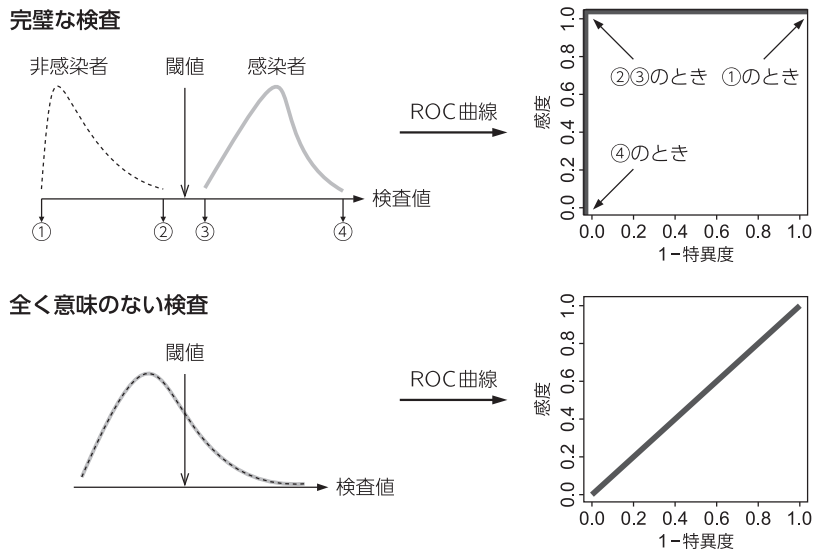 完璧な検査
非感染者
閾値
感染者
検査値
① ② ③ ④
ROC曲線
感度
1.0
0.8
0.6
0.4
0.2
0.0
②③のとき
①のとき
④のとき
0.0 0.2 0.4 0.6 0.8 1.0
1−特異度
全く意味のない検査
閾値
検査値
ROC曲線
感度
1.0
0.8
0.6
0.4
0.2
0.0
0.0 0.2 0.4 0.6 0.8 1.0
1−特異度